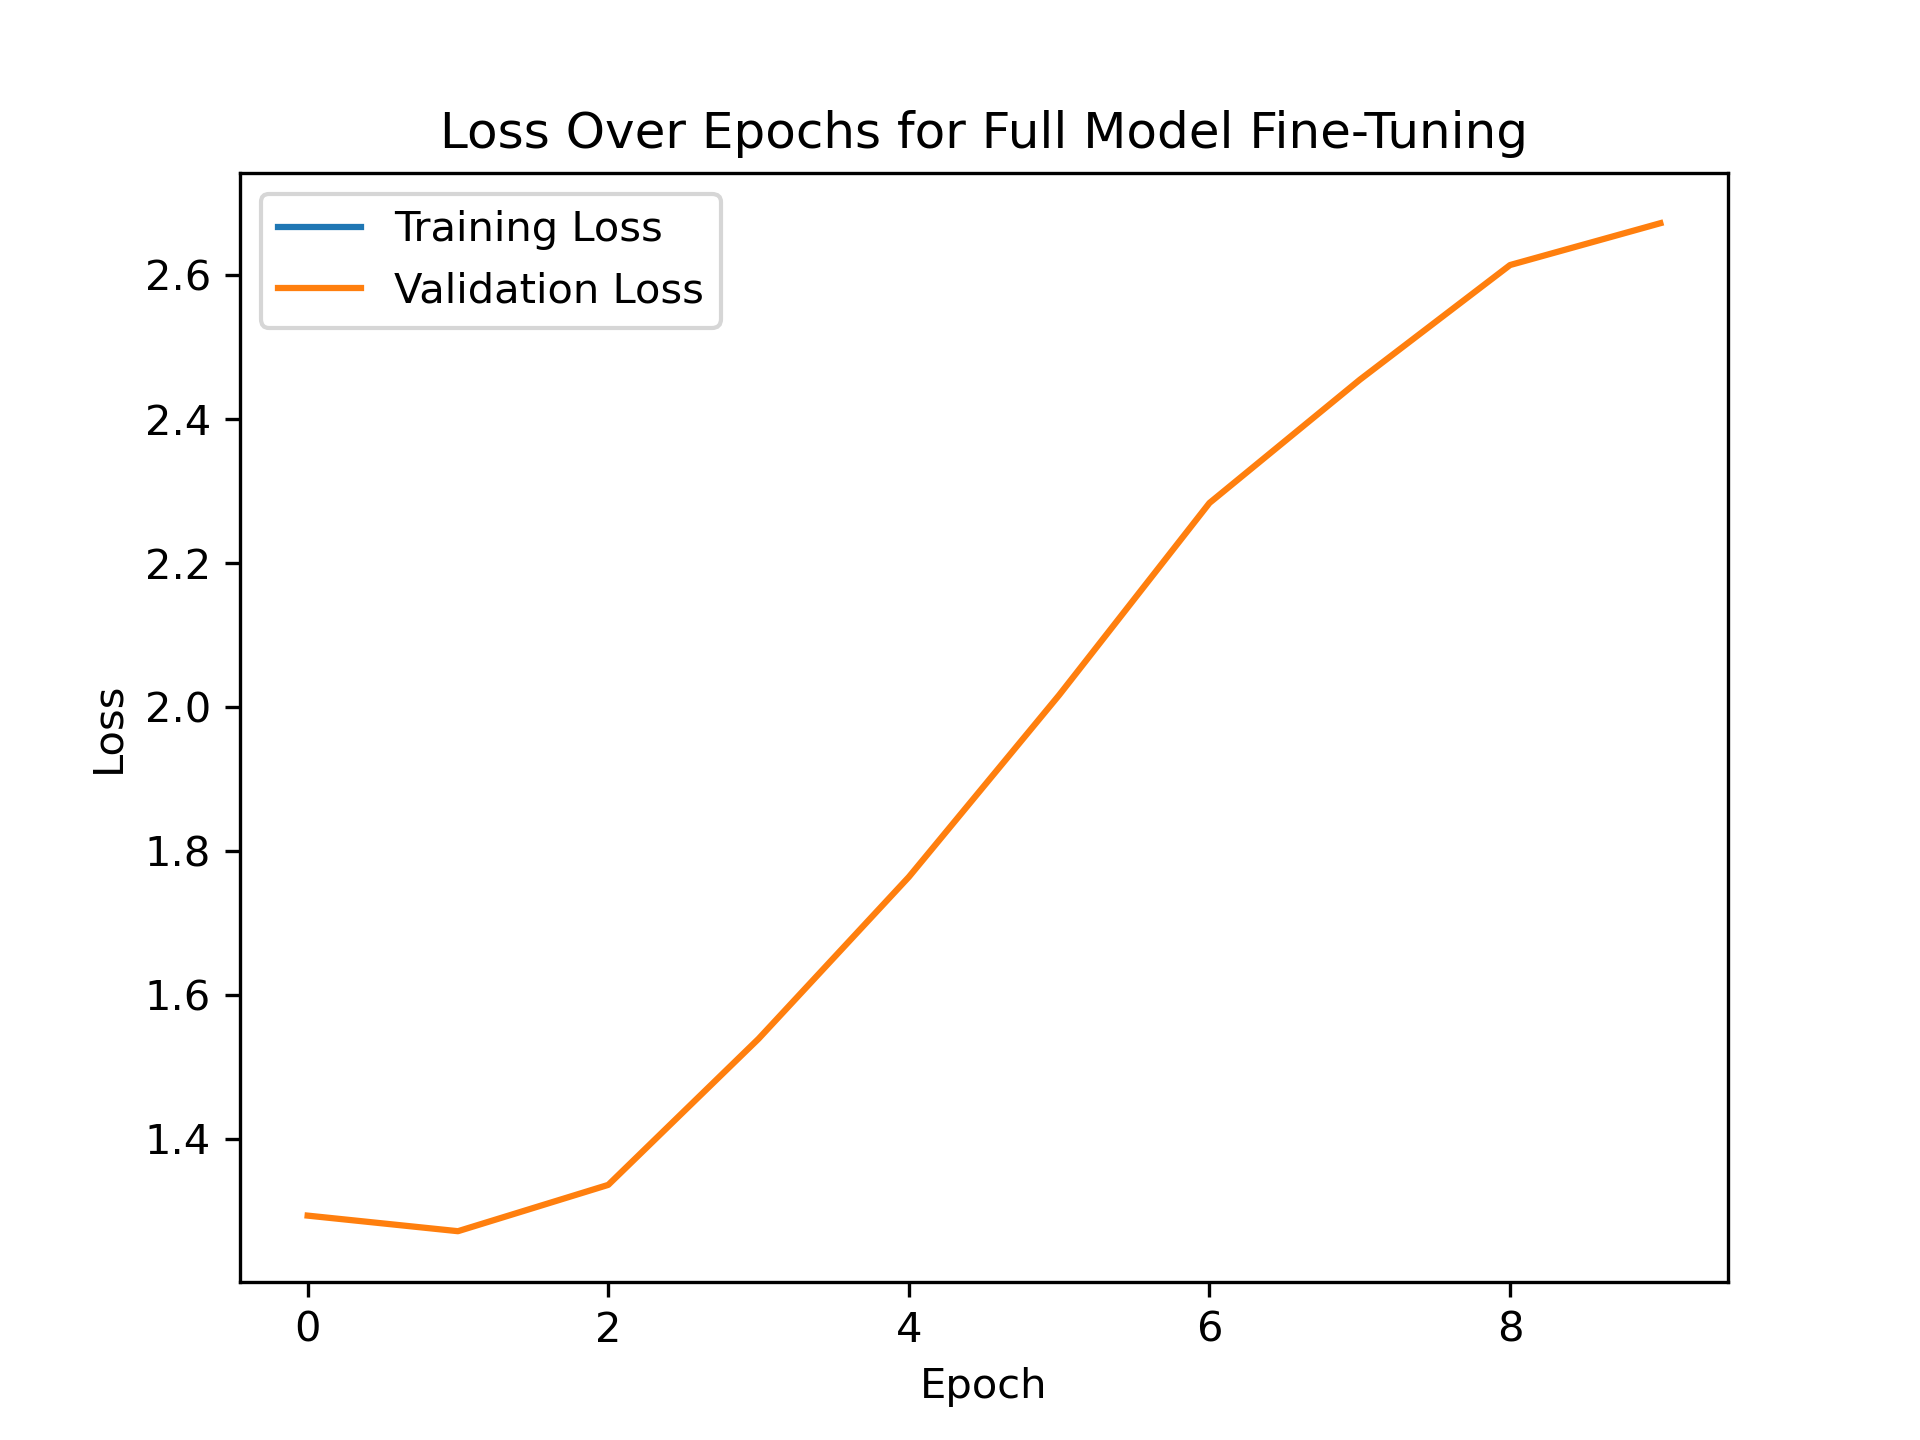 Loss Over Epochs for Full Model Fine-Tuning
Training Loss
Validation Loss
2.6
2.4
2.2
2.0
1.8
1.6
1.4
Loss
0 2 4 6 8
Epoch